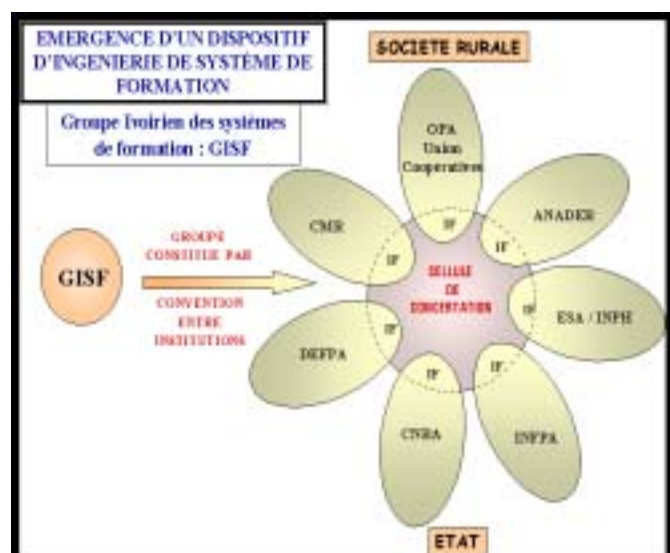 EMERGENCE D'UN DISPOSITIF
D'INGENIERIE DE SYSTÉME DE
FORMATION
Groupe Ivoirien des systèmes
de formation : GISF
SOCIETE RURALE
OPA
Union
Coopératives
CMR
IF
ANADER
IF
IF
GISF
GROUPE
CONSTITUE PAR
CONVENTION
ENTRE
INSTITUTIONS
CELLULE
DE
CONCERTATION
ESA / INPH
IF
DEFPA
IF
CNRA
IF
INFPA
IF
ETAT